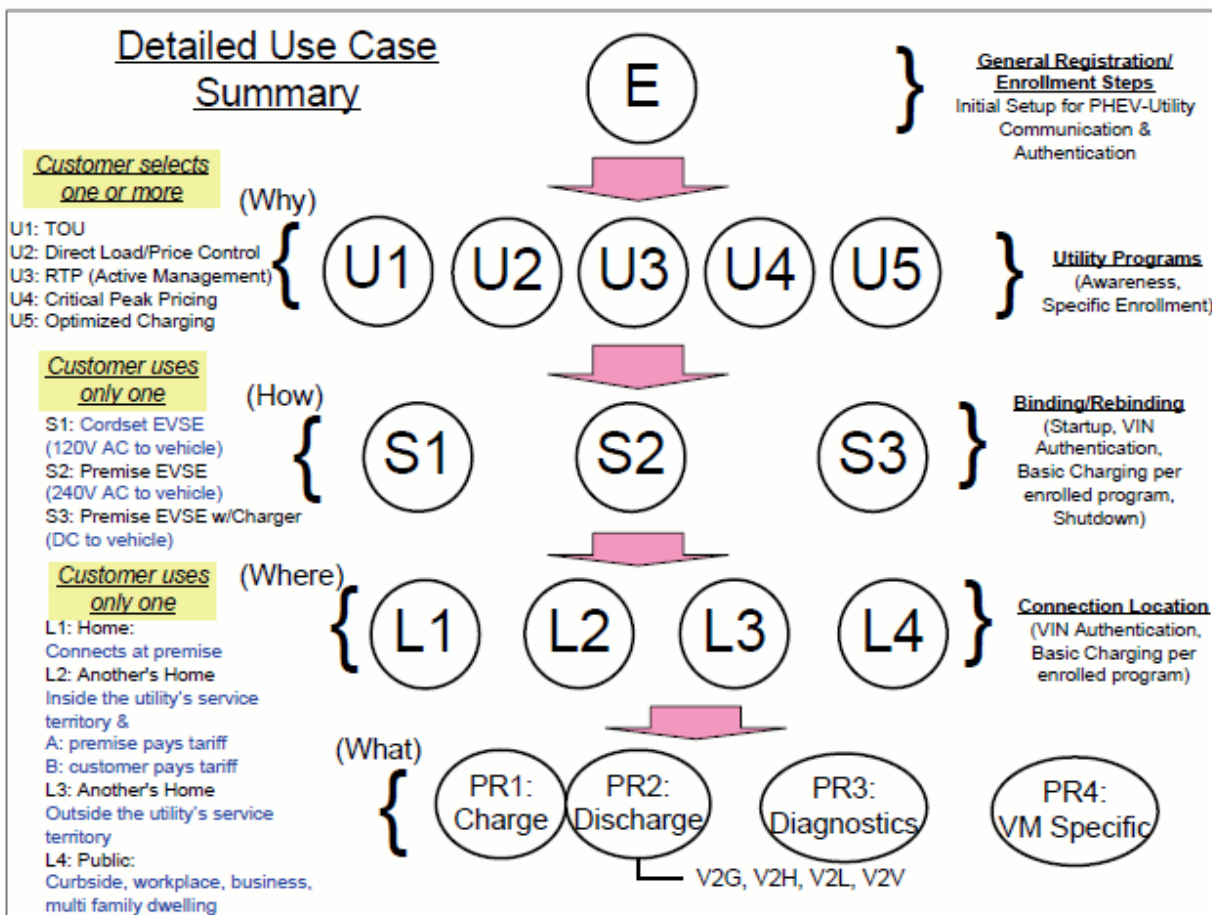 Detailed Use Case
Summary
E
General Registration/
Enrollment Steps
Initial Setup for PHEV-Utility
Communication &
Authentication
Customer selects
one or more
(Why)
U1: TOU
U2: Direct Load/Price Control
U3: RTP (Active Management)
U4: Critical Peak Pricing
U5: Optimized Charging
U1
U2
U3
U4
U5
Utility Programs
(Awareness,
Specific Enrollment)
Customer uses
only one
(How)
S1: Cordset EVSE
(120V AC to vehicle)
S2: Premise EVSE
(240V AC to vehicle)
S3: Premise EVSE w/Charger
(DC to vehicle)
S1
S2
S3
Binding/Rebinding
(Startup, VIN
Authentication,
Basic Charging per
enrolled program,
Shutdown)
Customer uses
only one
(Where)
L1: Home:
Connects at premise
L2: Another's Home
Inside the utility's service
territory &
A: premise pays tariff
B: customer pays tariff
L3: Another's Home
Outside the utility's service
territory
L4: Public:
Curbside, workplace, business,
multi family dwelling
L1
L2
L3
L4
Connection Location
(VIN Authentication,
Basic Charging per
enrolled program)
(What)
PR1:
Charge
PR2:
Discharge
PR3:
Diagnostics
PR4:
VM Specific
V2G, V2H, V2L, V2V